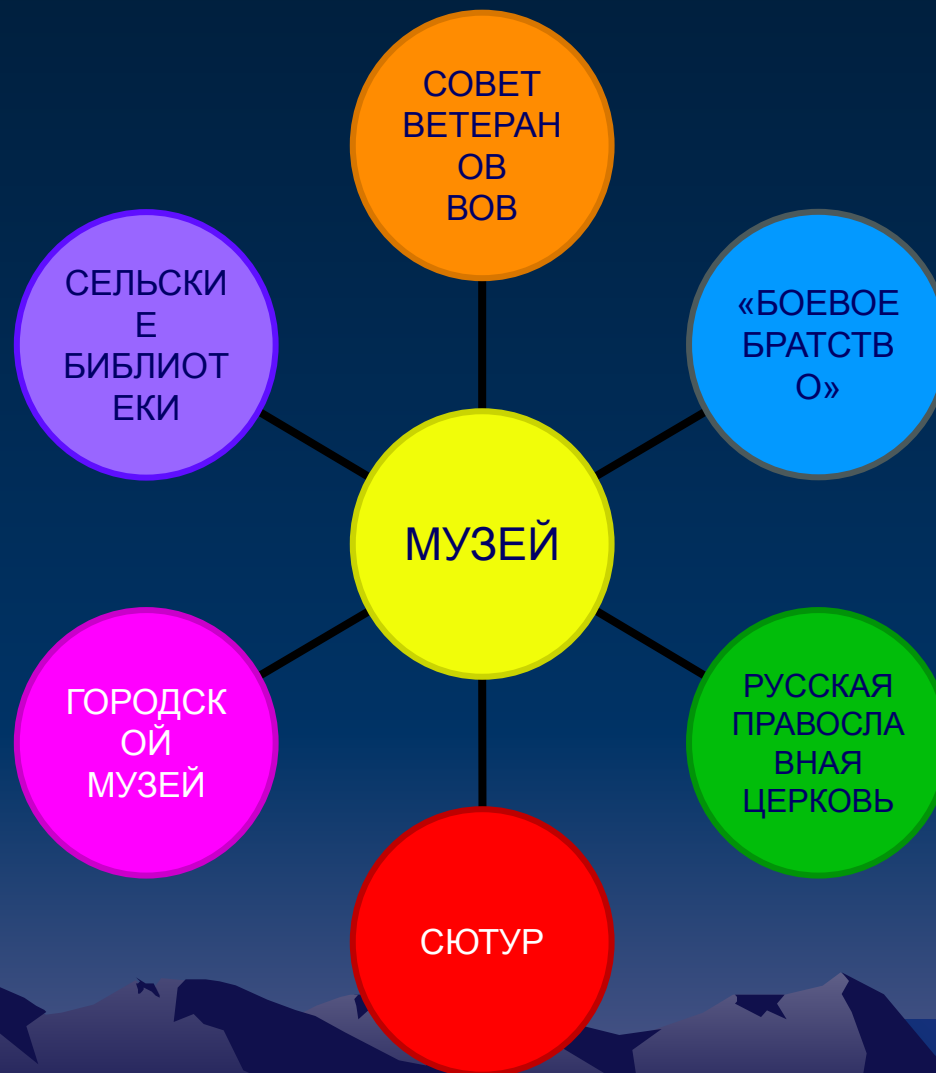 СОВЕТ
ВЕТЕРАН
ОВ
ВОВ
«БОЕВОЕ
БРАТСТВ
О»
РУССКАЯ
ПРАВОСЛА
ВНАЯ
ЦЕРКОВЬ
СЮТУР
ГОРОДСК
ОЙ
МУЗЕЙ
СЕЛЬСКИ
Е
БИБЛИОТ
ЕКИ
МУЗЕЙ